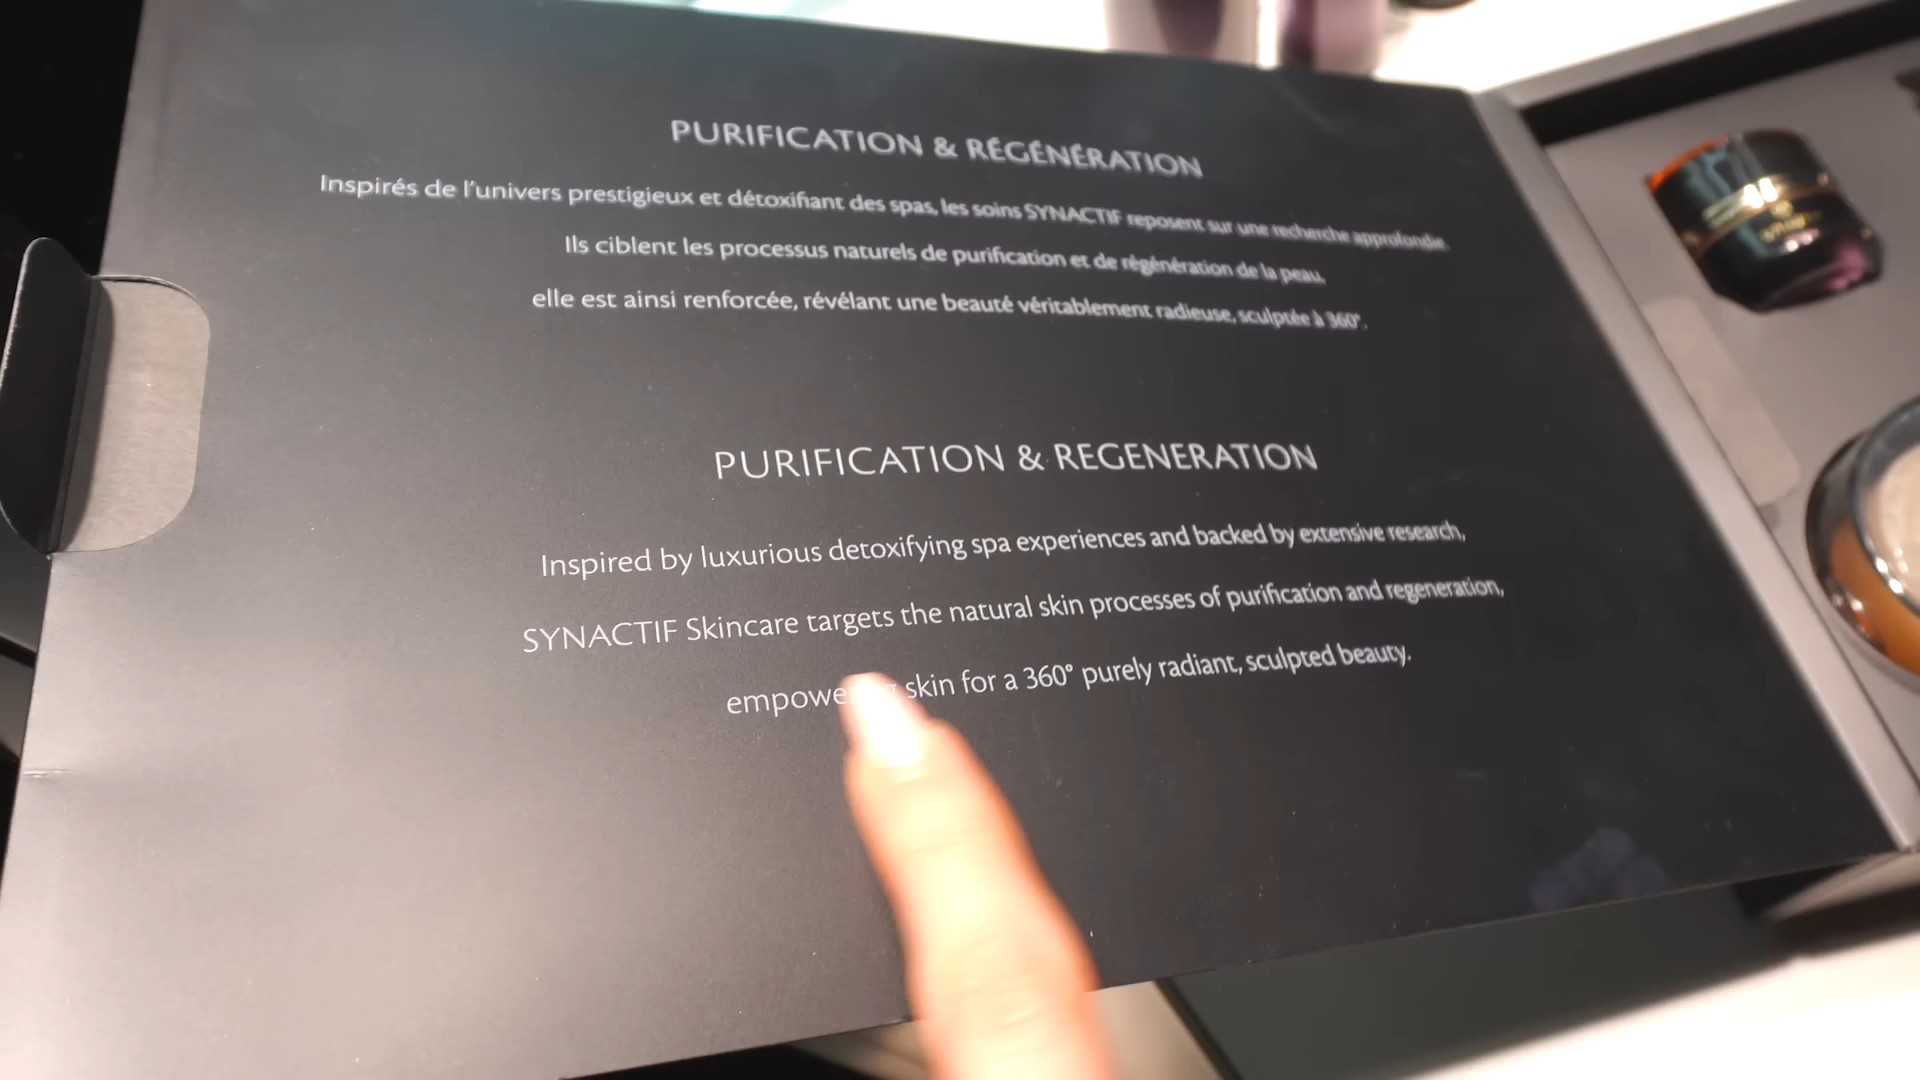 PURIFICATION & RÉGÉNÉRATION
Inspirés de l'univers prestigieux et détoxifiant des spas, les soins SYNACTIF reposent sur une recherche approfondie.
Ils ciblent les processus naturels de purification et de régénération de la peau,
elle est ainsi renforcée, révélant une beauté véritablement radieuse, sculptée à 360°.
PURIFICATION & REGENERATION
Inspired by luxurious detoxifying spa experiences and backed by extensive research,
SYNACTIF Skincare targets the natural skin processes of purification and regeneration,
empowering skin for a 360° purely radiant, sculpted beauty.